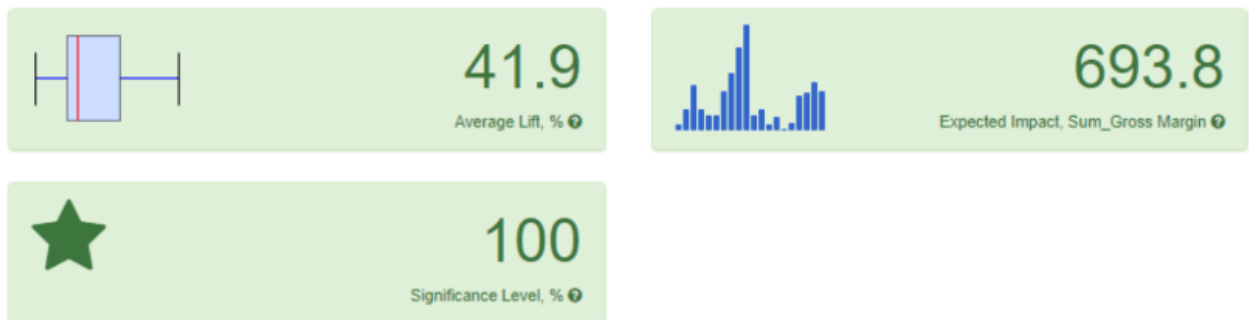 41.9
Average Lift, %
693.8
Expected Impact, Sum_Gross Margin
100
Significance Level, %